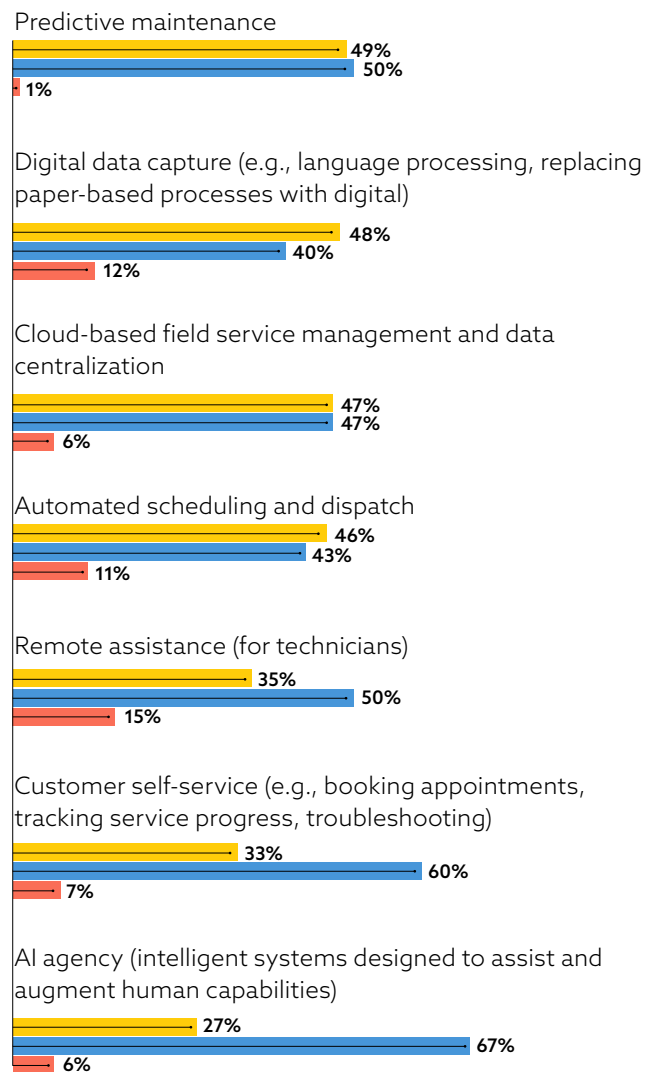 Predictive maintenance
49%
50%
1%
Digital data capture (e.g., language processing, replacing
paper-based processes with digital)
48%
40%
12%
Cloud-based field service management and data
centralization
47%
47%
6%
Automated scheduling and dispatch
46%
43%
11%
Remote assistance (for technicians)
35%
50%
15%
Customer self-service (e.g., booking appointments,
tracking service progress, troubleshooting)
33%
60%
7%
AI agency (intelligent systems designed to assist and
augment human capabilities)
27%
67%
6%